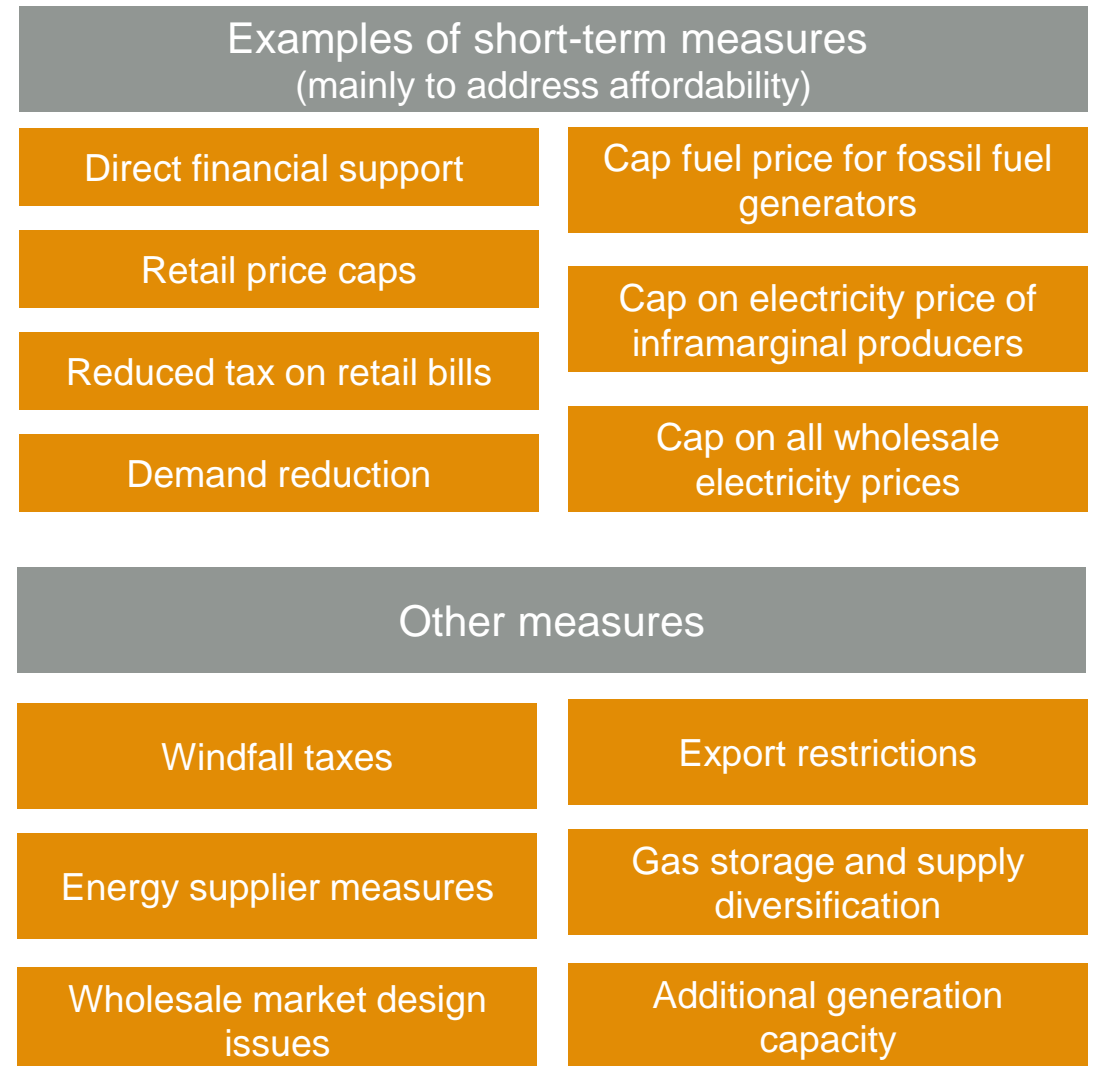 Examples of short-term measures
(mainly to address affordability)
Direct financial support
Retail price caps
Reduced tax on retail bills
Demand reduction
Cap fuel price for fossil fuel
generators
Cap on electricity price of
inframarginal producers
Cap on all wholesale
electricity prices
Other measures
Windfall taxes
Energy supplier measures
Wholesale market design
issues
Export restrictions
Gas storage and supply
diversification
Additional generation
capacity